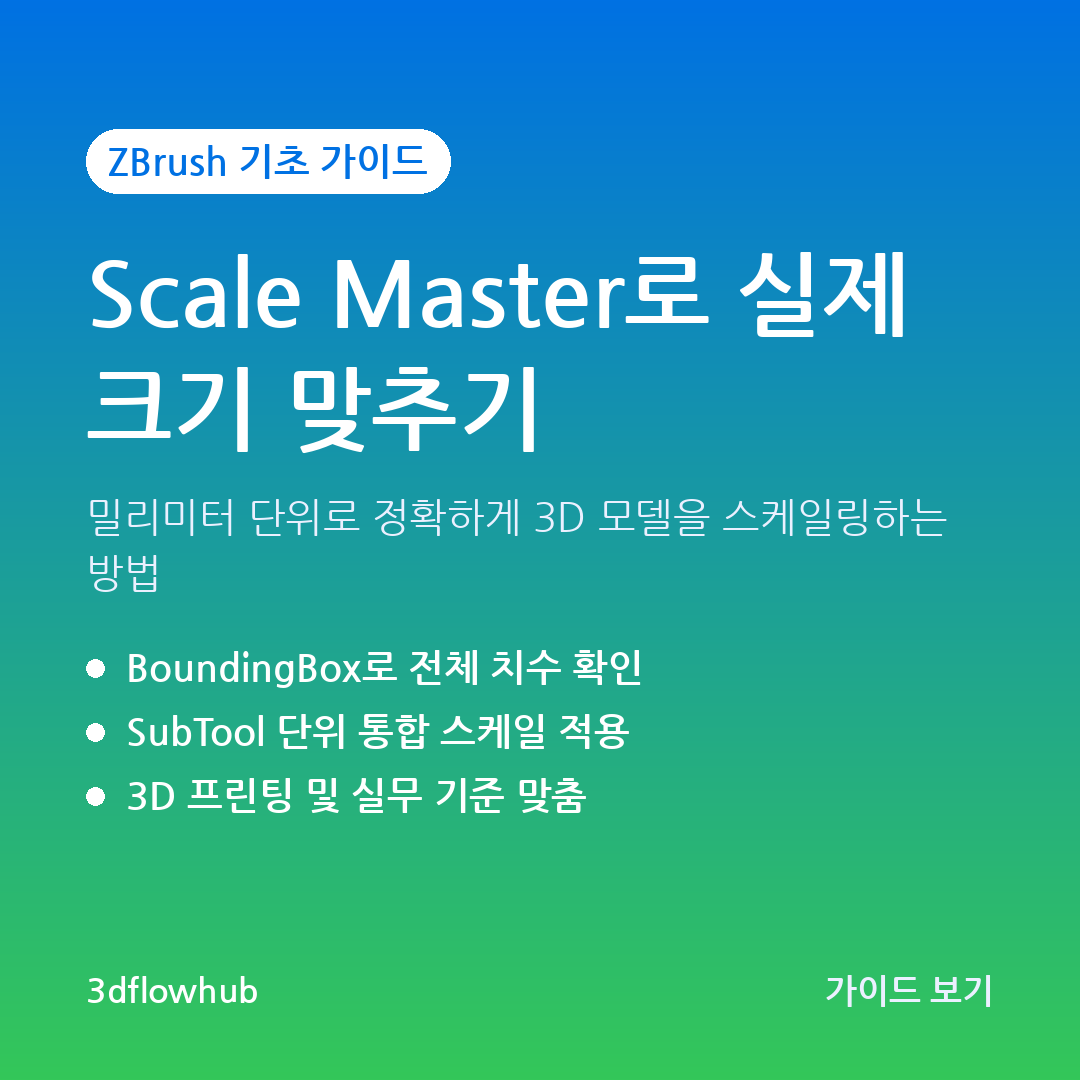 ZBrush 기초 가이드
Scale Master로 실제
크기 맞추기
밀리미터 단위로 정확하게 3D 모델을 스케일링하는
방법
BoundingBox로 전체 치수 확인
SubTool 단위 통합 스케일 적용
3D 프린팅 및 실무 기준 맞춤
3dflowhub
가이드 보기